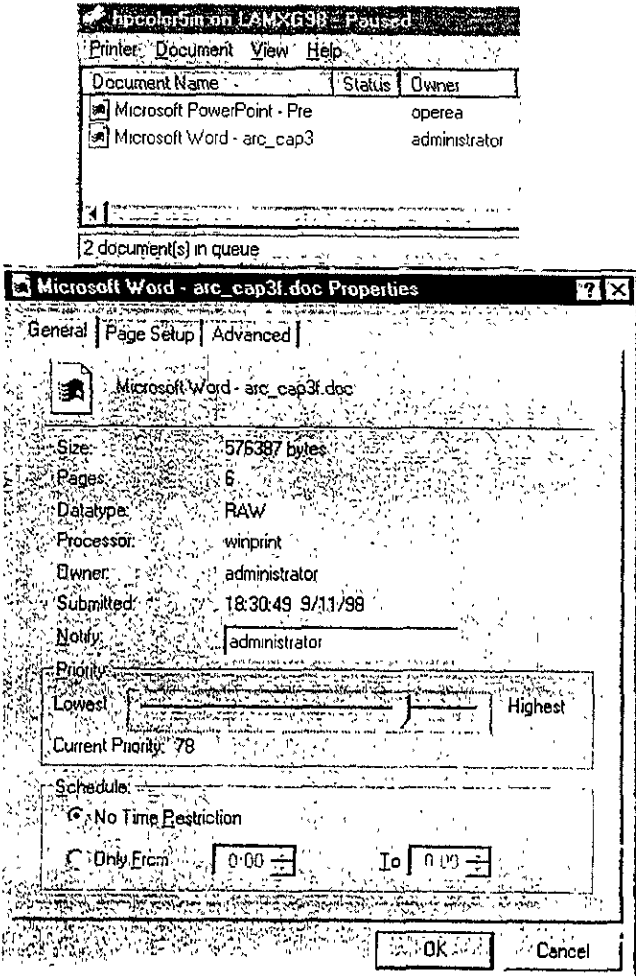 hpcolor5m on LAMXG98 - Paused
Printer Document View Help
Document Name Status Owner
Microsoft PowerPoint - Pre operea
Microsoft Word - arc_cap3 administrator
2 document(s) in queue
Microsoft Word - arc_cap3f.doc Properties ? X
General Page Setup Advanced
Microsoft Word - arc_cap3f.doc
Size: 576387 bytes
Pages: 6
Datatype: RAW
Processor: winprint
Owner: administrator
Submitted: 18:30:49 9/11/98
Notify: administrator
Priority:
Lowest Highest
Current Priority: 78
Schedule:
No Time Restriction
Only From 0:00 To 0:00
OK Cancel